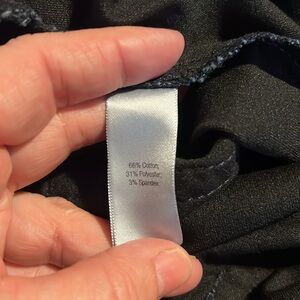 66% Cotton;
31% Polyester;
3% Spandex